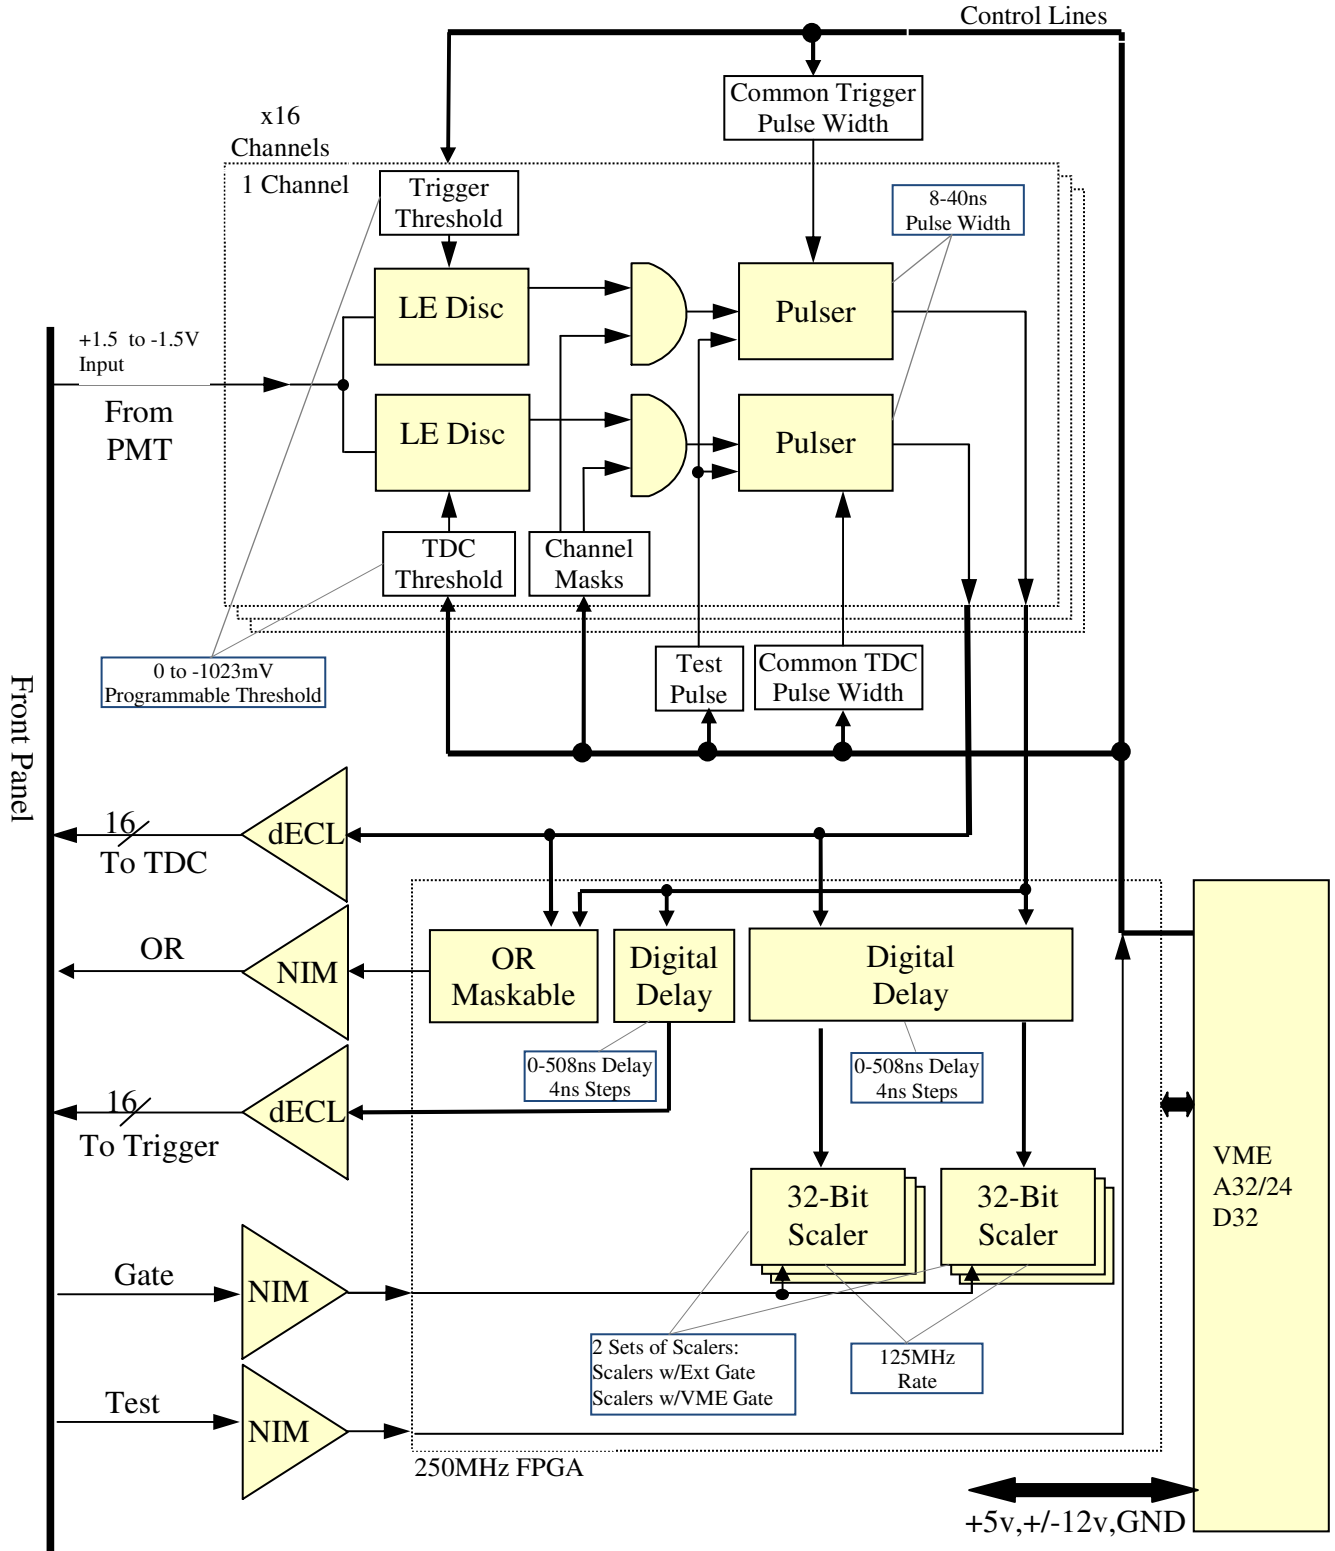 Control Lines
Common Trigger
Pulse Width
x16
Channels
1 Channel
Trigger
Threshold
8-40ns
Pulse Width
LE Disc
Pulser
+1.5 to -1.5V
Input
From
PMT
LE Disc
Pulser
TDC
Threshold
Channel
Masks
0 to -1023mV
Programmable Threshold
Test
Pulse
Common TDC
Pulse Width
Front Panel
16
dECL
To TDC
OR
NIM
OR
Maskable
Digital
Delay
Digital
Delay
0-508ns Delay
4ns Steps
0-508ns Delay
4ns Steps
16
dECL
To Trigger
VME
A32/24
D32
32-Bit
Scaler
32-Bit
Scaler
Gate
NIM
2 Sets of Scalers:
Scalers w/Ext Gate
Scalers w/VME Gate
125MHz
Rate
Test
NIM
250MHz FPGA
+5v,+/-12v,GND